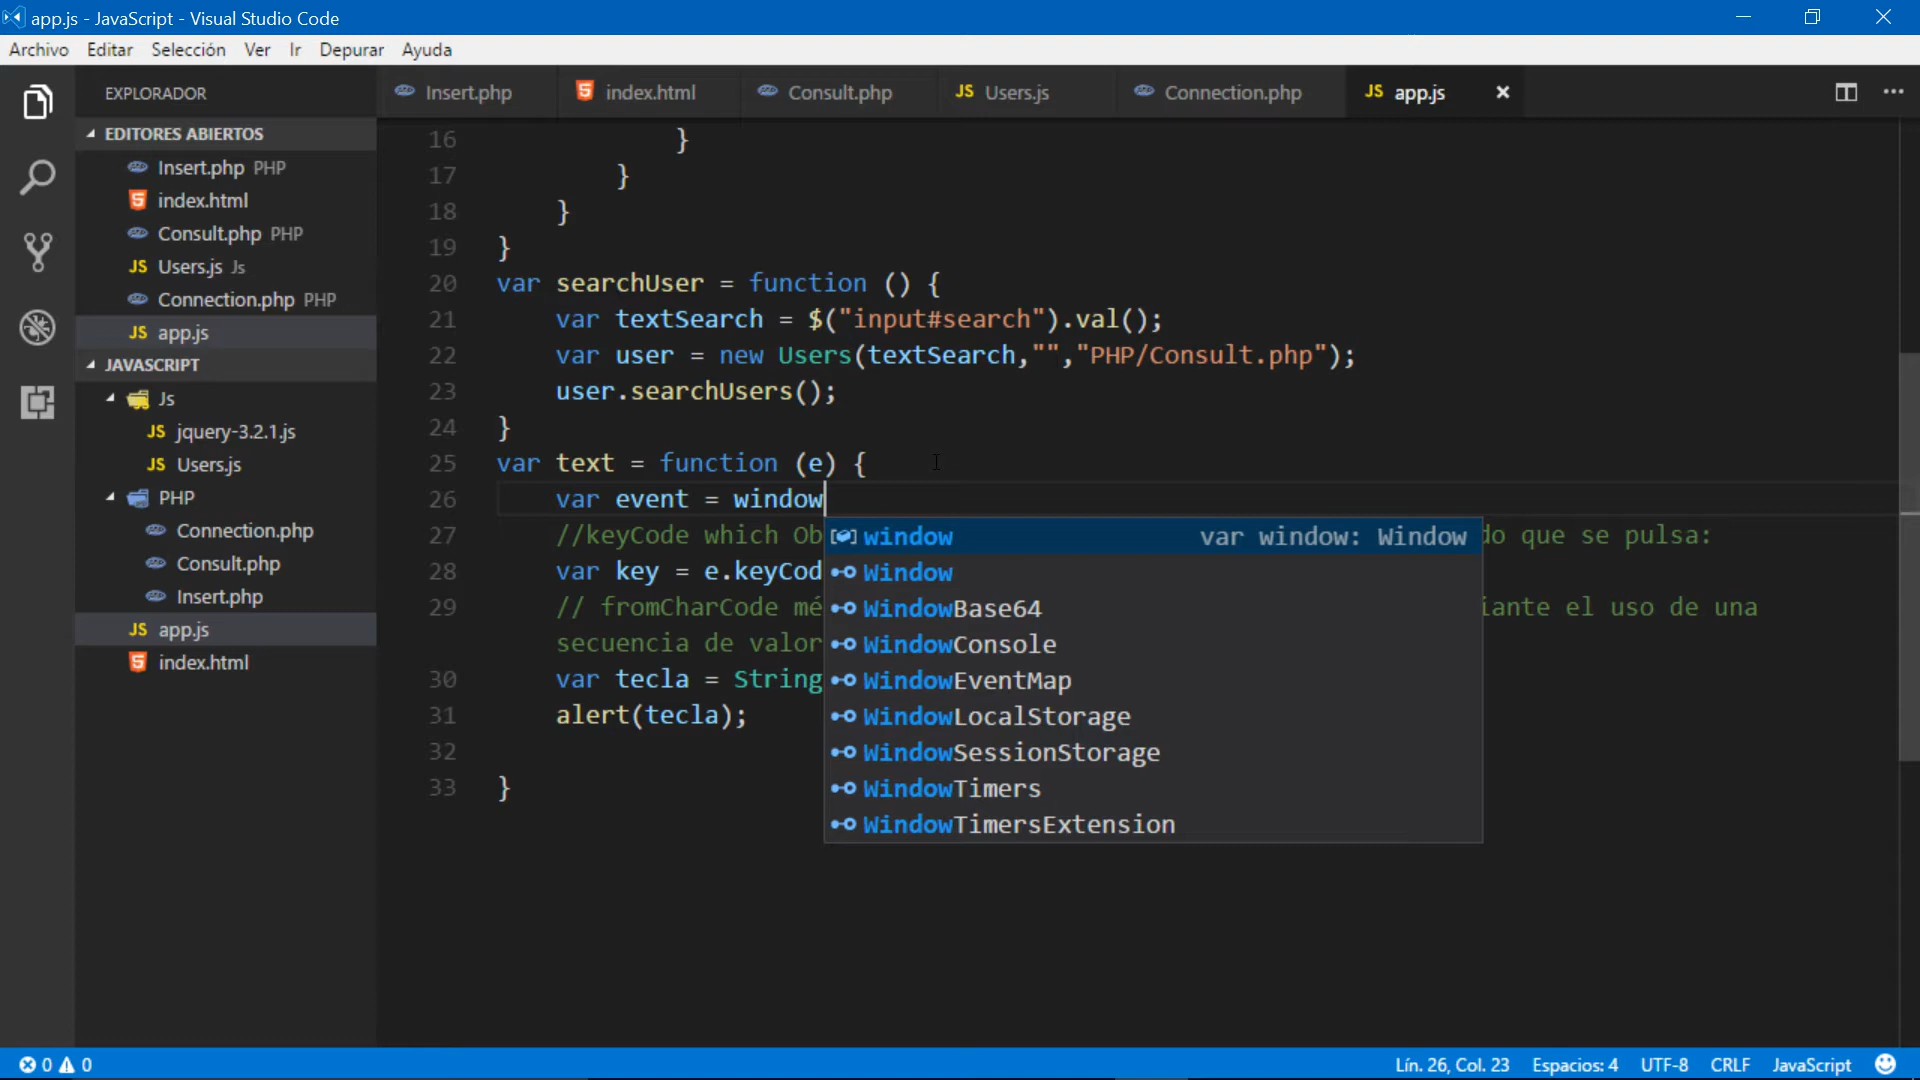 app.js - JavaScript - Visual Studio Code
Archivo Editar Selección Ver Ir Depurar Ayuda
EXPLORADOR
EDITORES ABIERTOS
Insert.php PHP
index.html
Consult.php PHP
JS Users.js Js
Connection.php PHP
JS app.js
JAVASCRIPT
Js
JS jquery-3.2.1.js
JS Users.js
PHP
Connection.php
Consult.php
Insert.php
JS app.js
index.html
Insert.php index.html Consult.php JS Users.js Connection.php JS app.js
16 }
17 }
18 }
19 }
20 var searchUser = function () {
21 var textSearch = $("input#search").val();
22 var user = new Users(textSearch,"","PHP/Consult.php");
23 user.searchUsers();
24 }
25 var text = function (e) {
26 var event = window
27 //keyCode which Ob do que se pulsa:
28 var key = e.keyCod
29 // fromCharCode mé iante el uso de una
secuencia de valor
30 var tecla = String
31 alert(tecla);
32
33 }
window var window: Window
Window
WindowBase64
WindowConsole
WindowEventMap
WindowLocalStorage
WindowSessionStorage
WindowTimers
WindowTimersExtension
0 0 Lín. 26, Col. 23 Espacios: 4 UTF-8 CRLF JavaScript